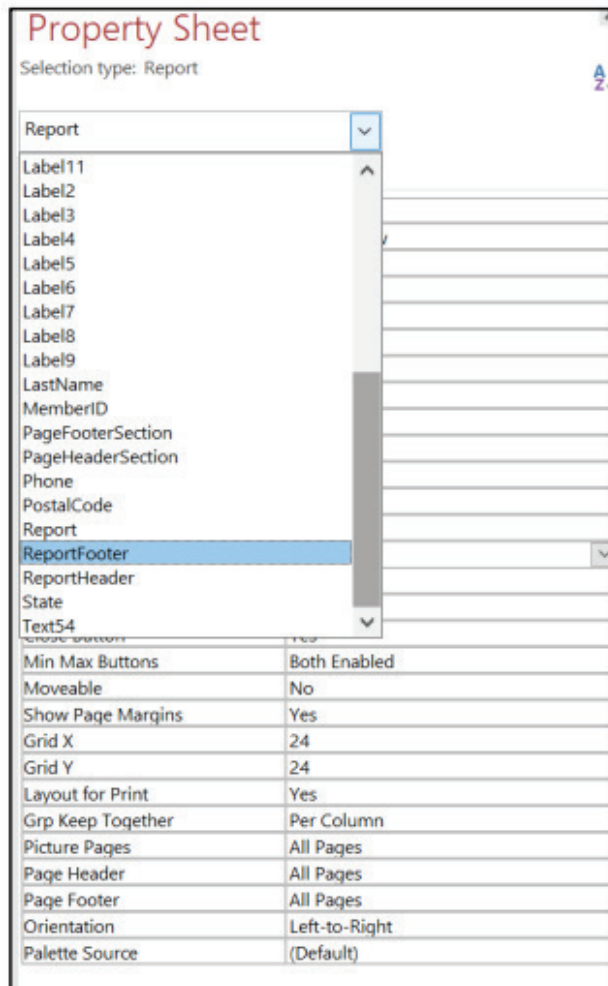 Property Sheet
Selection type: Report
A
Z
Report
Label11
Label2
Label3
Label4
Label5
Label6
Label7
Label8
Label9
LastName
MemberID
PageFooterSection
PageHeaderSection
Phone
PostalCode
Report
ReportFooter
ReportHeader
State
Text54
Close Button Yes
Min Max Buttons Both Enabled
Moveable No
Show Page Margins Yes
Grid X 24
Grid Y 24
Layout for Print Yes
Grp Keep Together Per Column
Picture Pages All Pages
Page Header All Pages
Page Footer All Pages
Orientation Left-to-Right
Palette Source (Default)